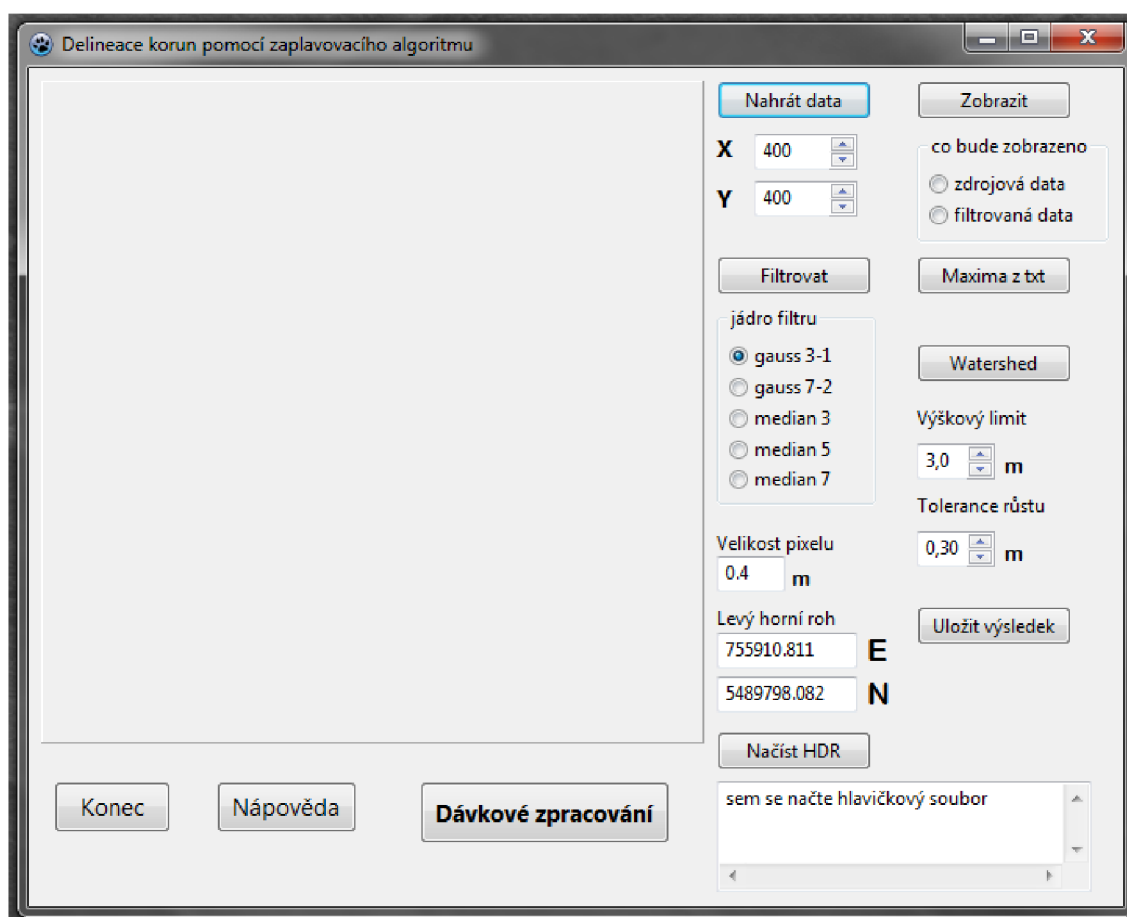 Delineace korun pomocí zaplavovacího algoritmu
Nahrát data
Zobrazit
X 400
Y 400
co bude zobrazeno
zdrojová data
filtrovaná data
Filtrovat
Maxima z txt
jádro filtru
gauss 3-1
gauss 7-2
median 3
median 5
median 7
Watershed
Výškový limit
3,0 m
Tolerance růstu
0,30 m
Velikost pixelu
0.4 m
Levý horní roh
755910.811 E
5489798.082 N
Uložit výsledek
Načíst HDR
sem se načte hlavičkový soubor
Konec
Nápověda
Dávkové zpracování